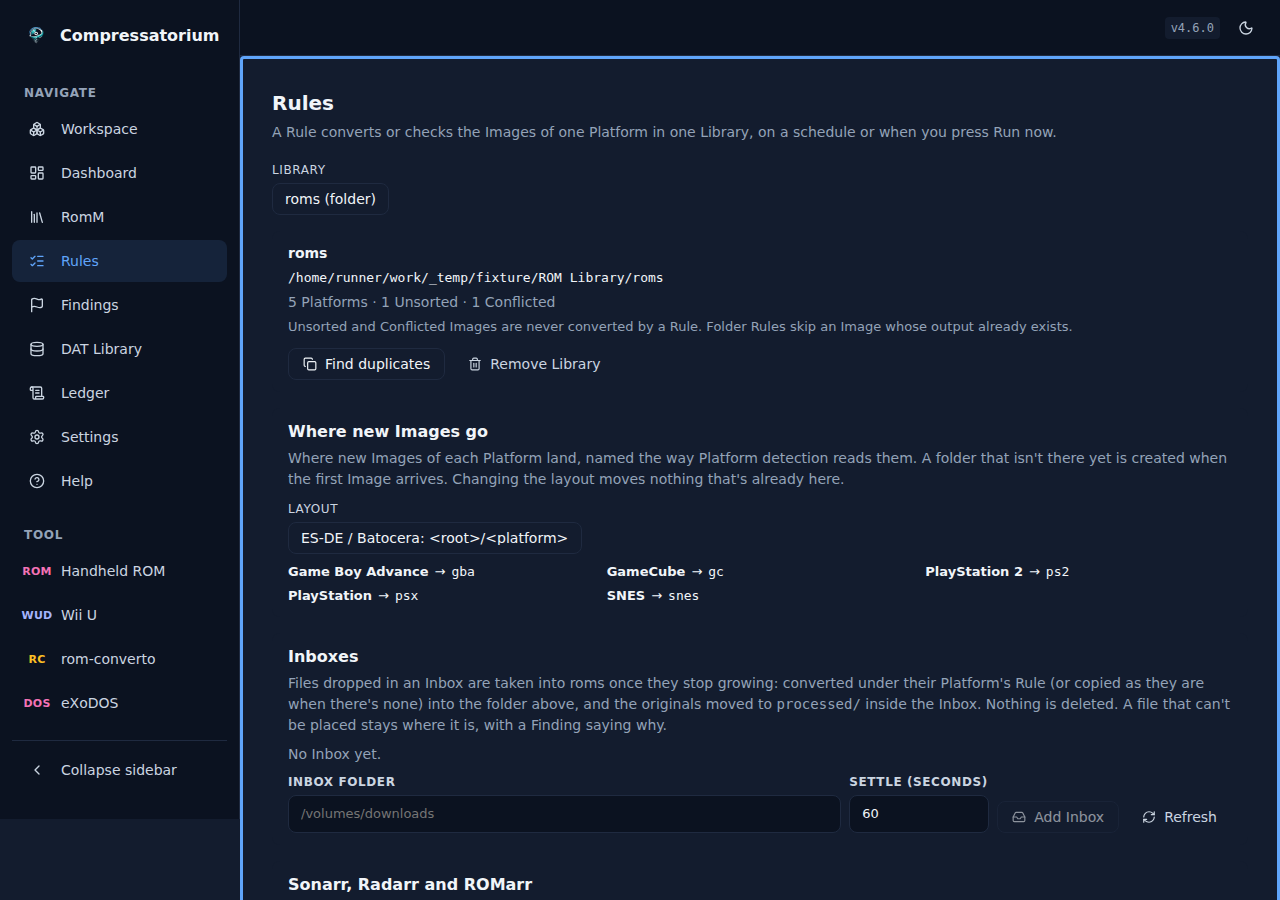 Compressatorium
v4.6.0
NAVIGATE
Workspace
Dashboard
RomM
Rules
Findings
DAT Library
Ledger
Settings
Help
TOOL
ROM Handheld ROM
WUD Wii U
RC rom-converto
DOS eXoDOS
Collapse sidebar
Rules
A Rule converts or checks the Images of one Platform in one Library, on a schedule or when you press Run now.
LIBRARY
roms (folder)
roms
/home/runner/work/_temp/fixture/ROM Library/roms
5 Platforms · 1 Unsorted · 1 Conflicted
Unsorted and Conflicted Images are never converted by a Rule. Folder Rules skip an Image whose output already exists.
Find duplicates Remove Library
Where new Images go
Where new Images of each Platform land, named the way Platform detection reads them. A folder that isn't there yet is created when
the first Image arrives. Changing the layout moves nothing that's already here.
LAYOUT
ES-DE / Batocera: <root>/<platform>
Game Boy Advance → gba GameCube → gc PlayStation 2 → ps2
PlayStation → psx SNES → snes
Inboxes
Files dropped in an Inbox are taken into roms once they stop growing: converted under their Platform's Rule (or copied as they are
when there's none) into the folder above, and the originals moved to processed/ inside the Inbox. Nothing is deleted. A file that can't
be placed stays where it is, with a Finding saying why.
No Inbox yet.
INBOX FOLDER SETTLE (SECONDS)
/volumes/downloads 60 Add Inbox Refresh
Sonarr, Radarr and ROMarr